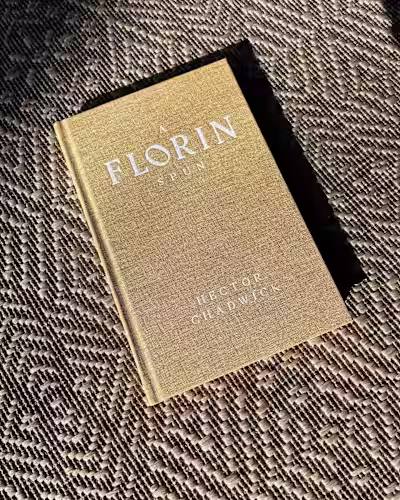 A
FLORIN
SPUN
HECTOR
CHADWICK